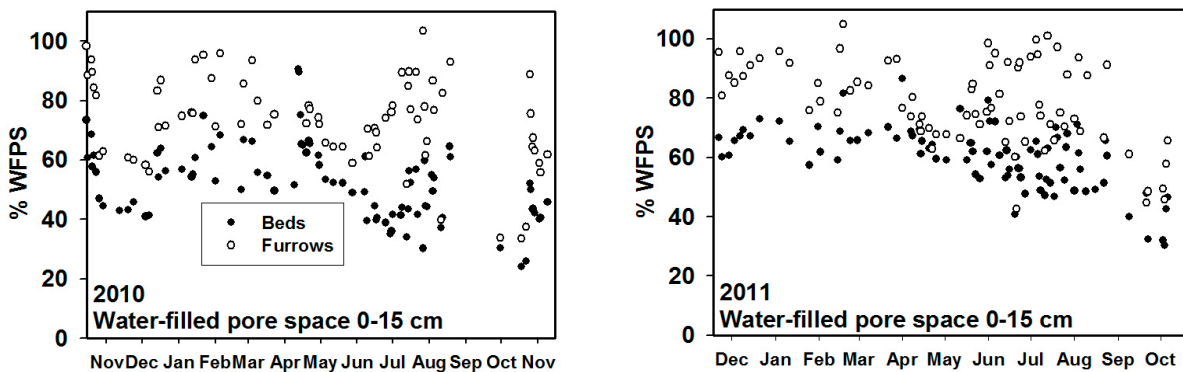 % WFPS
100
80
60
40
20
0
Beds
Furrows
2010
Water-filled pore space 0-15 cm
Nov Dec Jan Feb Mar Apr May Jun Jul Aug Sep Oct Nov
% WFPS
100
80
60
40
20
0
2011
Water-filled pore space 0-15 cm
Dec Jan Feb Mar Apr May Jun Jul Aug Sep Oct